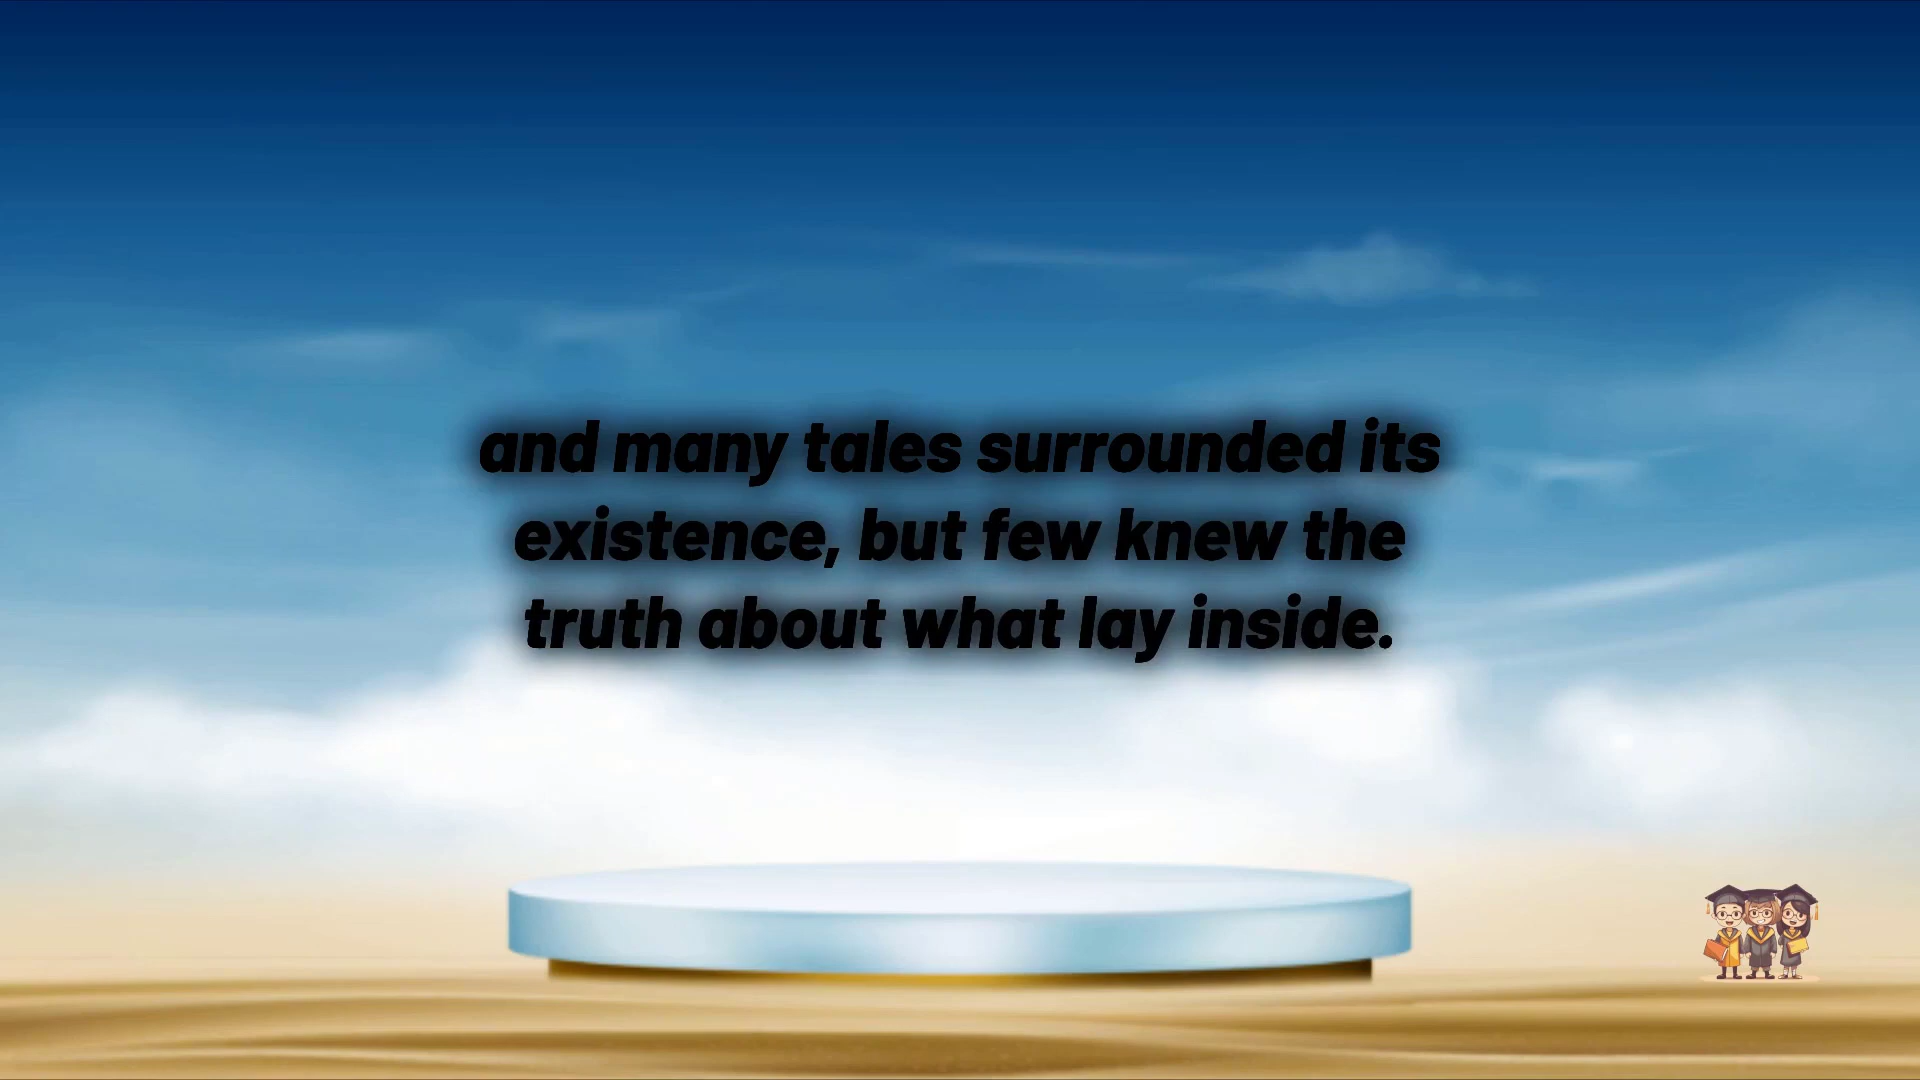 and many tales surrounded its
existence, but few knew the
truth about what lay inside.